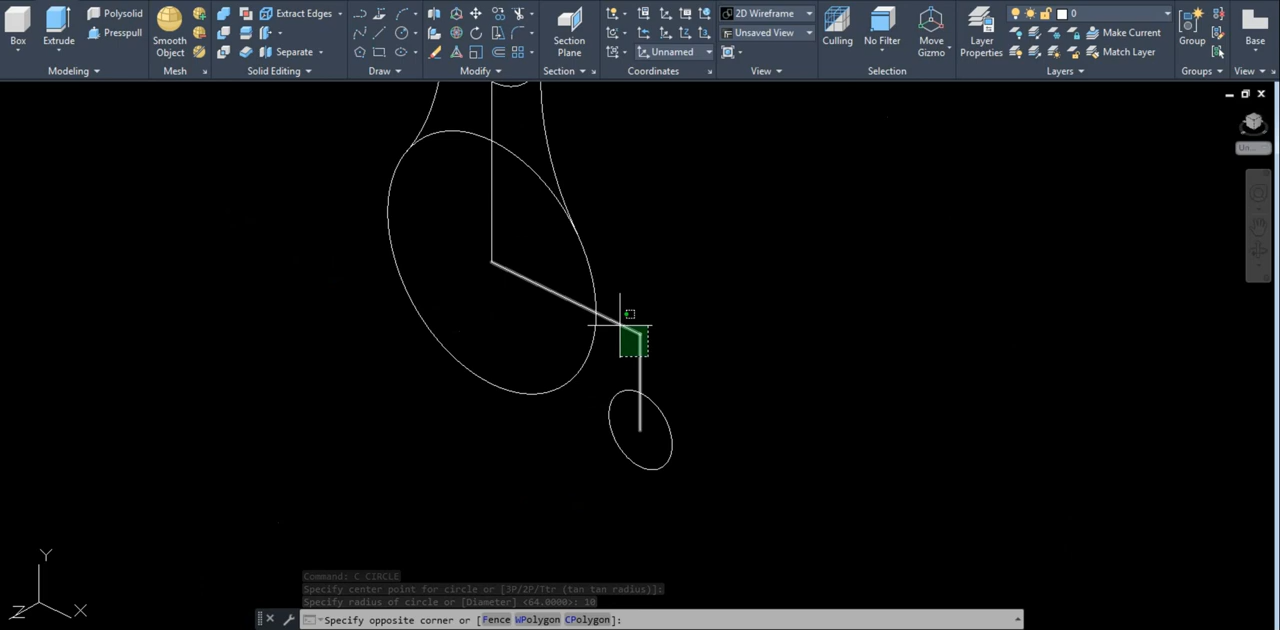 Box
Extrude
Polysolid
Presspull
Modeling
Smooth Object
Mesh
Extract Edges
Separate
Solid Editing
Draw
Modify
Section Plane
Section
Unnamed
Coordinates
2D Wireframe
Unsaved View
View
Culling
No Filter
Move Gizmo
Selection
Layer Properties
0
Make Current
Match Layer
Layers
Group
Groups
Base
View
Un...
Y
Z
X
Command: C CIRCLE
Specify center point for circle or [3P/2P/Ttr (tan tan radius)]:
Specify radius of circle or [Diameter] <64.0000>: 10
Specify opposite corner or [Fence WPolygon CPolygon]: